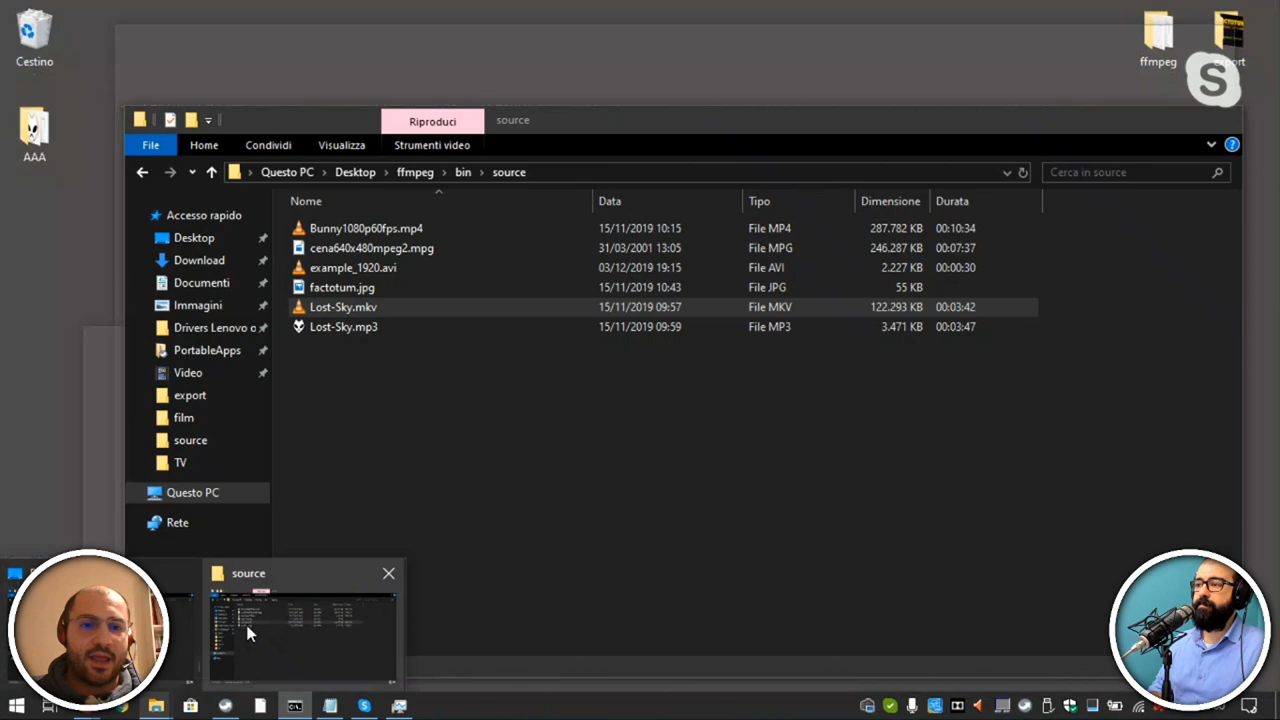 Cestino
AAA
ffmpeg
export
S
Riproduci
source
File
Home
Condividi
Visualizza
Strumenti video
Questo PC > Desktop > ffmpeg > bin > source
Cerca in source
Nome Data Tipo Dimensione Durata
Bunny1080p60fps.mp4 15/11/2019 10:15 File MP4 287.782 KB 00:10:34
cena640x480mpeg2.mpg 31/03/2001 13:05 File MPG 246.287 KB 00:07:37
example_1920.avi 03/12/2019 19:15 File AVI 2.227 KB 00:00:30
factotum.jpg 15/11/2019 10:43 File JPG 55 KB
Lost-Sky.mkv 15/11/2019 09:57 File MKV 122.293 KB 00:03:42
Lost-Sky.mp3 15/11/2019 09:59 File MP3 3.471 KB 00:03:47
Accesso rapido
Desktop
Download
Documenti
Immagini
Drivers Lenovo o
PortableApps
Video
export
film
source
TV
Questo PC
Rete
source